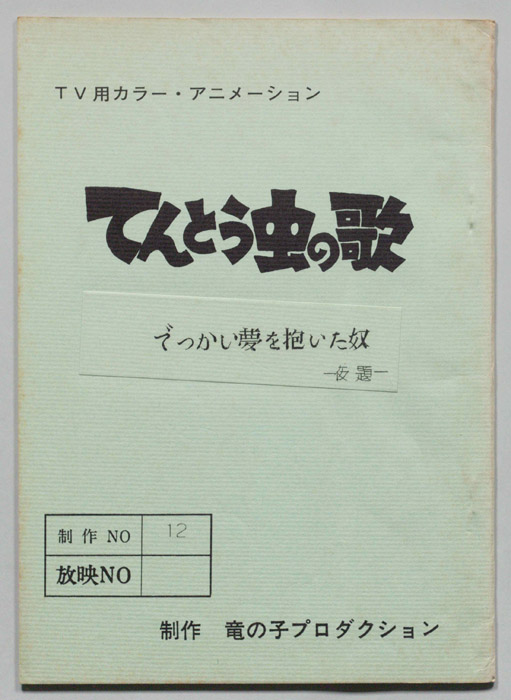 TV用カラー・アニメーション
てんとう虫の歌
でっかい夢を抱いた奴
―仮題―
制作NO 12
放映NO
制作 竜の子プロダクション